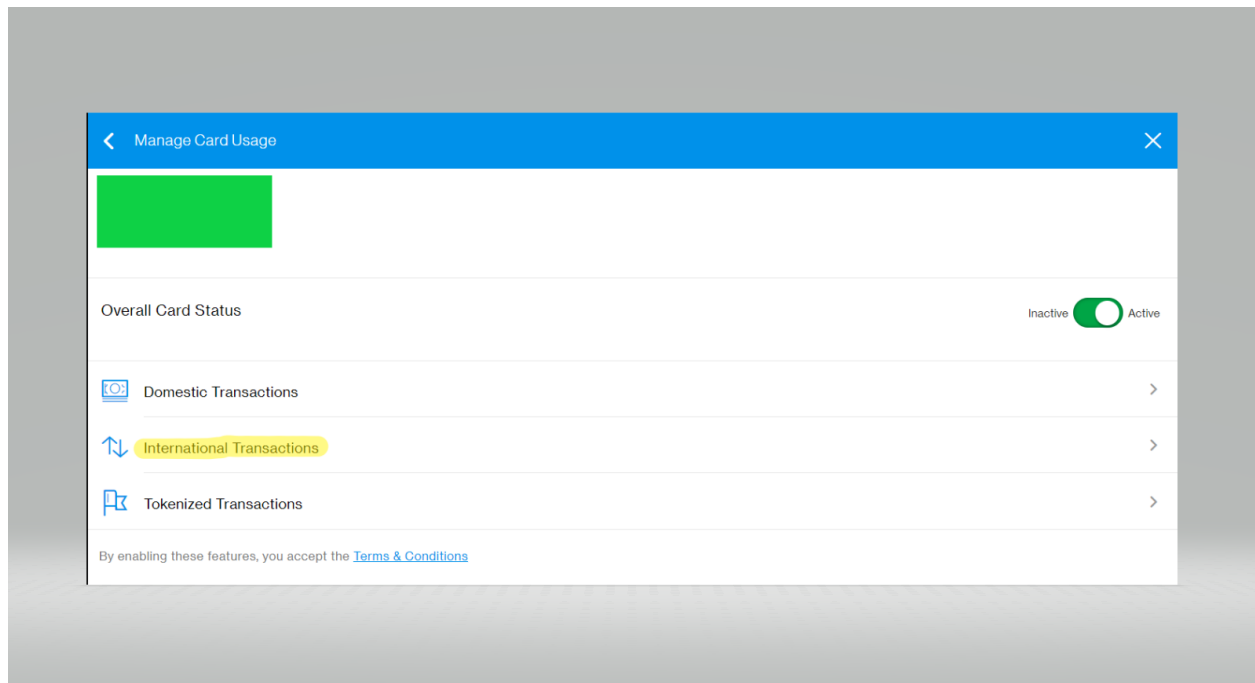 Manage Card Usage
Overall Card Status
Inactive Active
Domestic Transactions
International Transactions
Tokenized Transactions
By enabling these features, you accept the Terms & Conditions